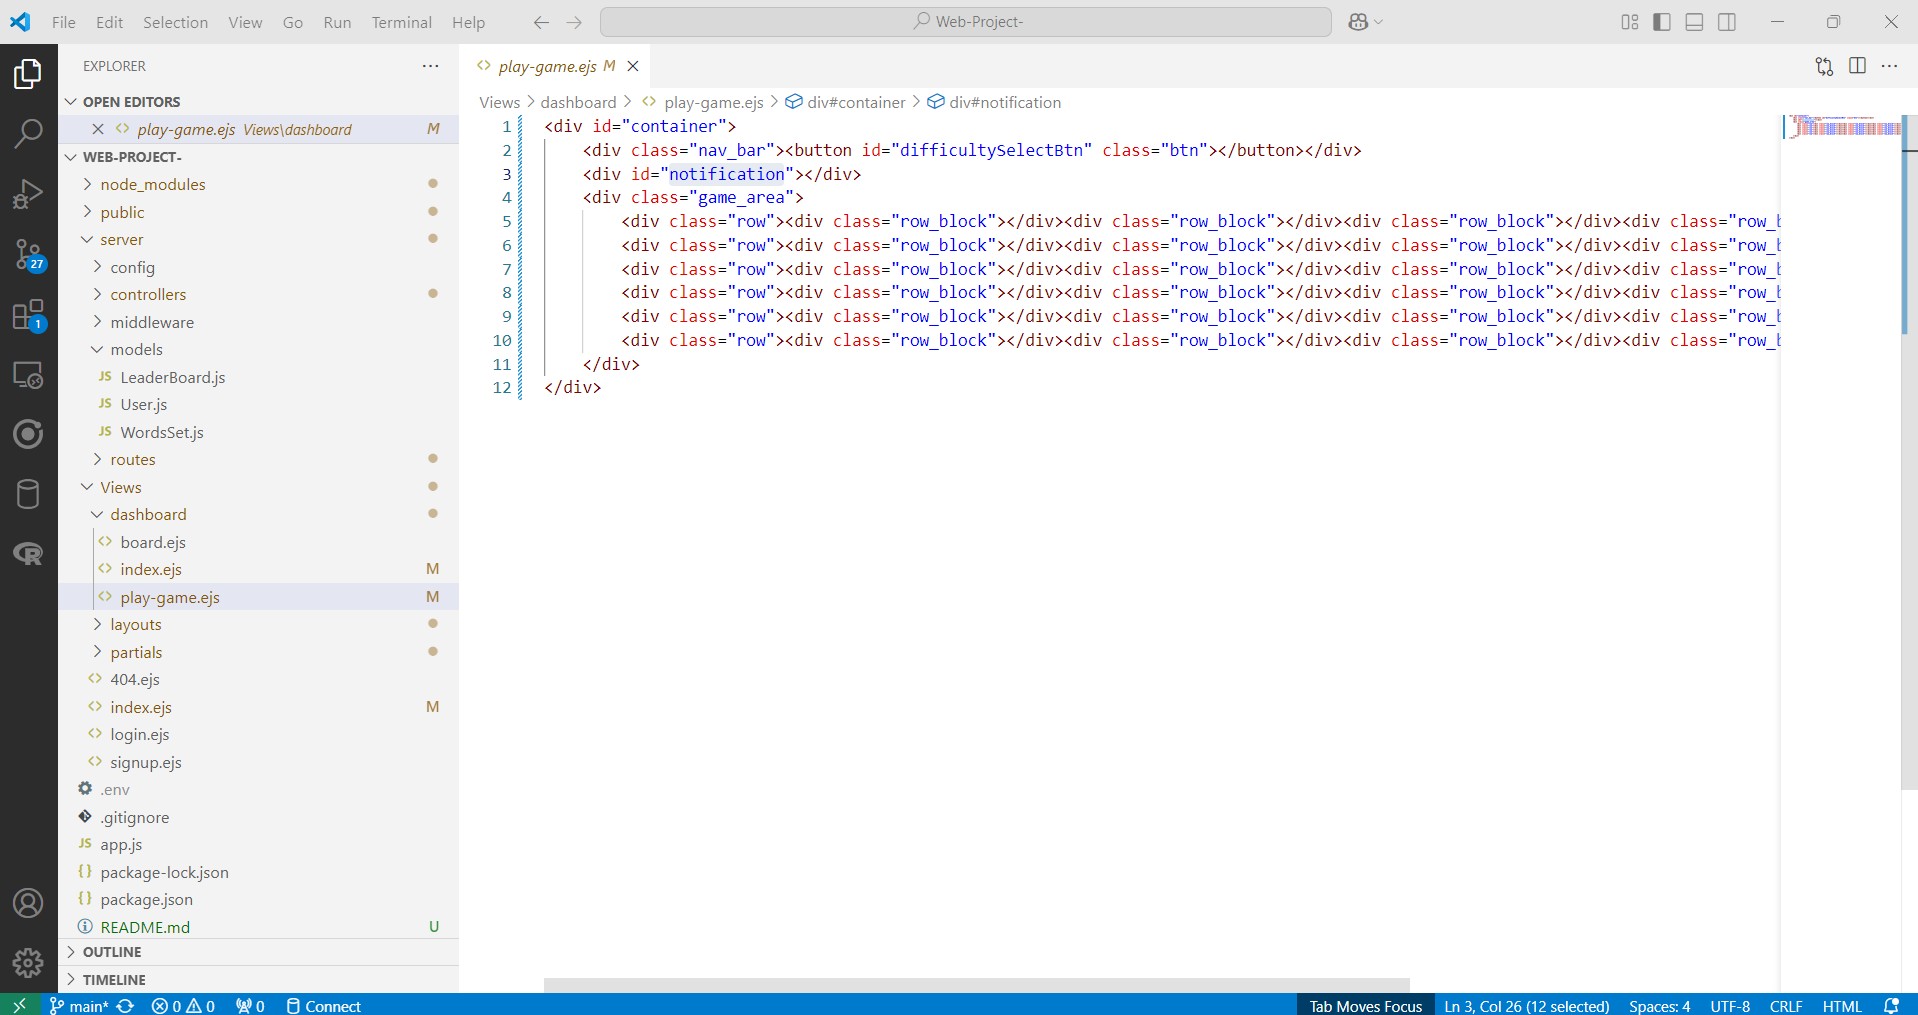 File Edit Selection View Go Run Terminal Help
Web-Project-
EXPLORER
OPEN EDITORS
play-game.ejs Views\dashboard M
WEB-PROJECT-
node_modules
public
server
config
controllers
middleware
models
JS LeaderBoard.js
JS User.js
JS WordsSet.js
routes
Views
dashboard
board.ejs
index.ejs M
play-game.ejs M
layouts
partials
404.ejs
index.ejs M
login.ejs
signup.ejs
.env
.gitignore
JS app.js
{} package-lock.json
{} package.json
README.md U
OUTLINE
TIMELINE
27
1
R
play-game.ejs M
Views > dashboard > play-game.ejs > div#container > div#notification
1 <div id="container">
2 <div class="nav_bar"><button id="difficultySelectBtn" class="btn"></button></div>
3 <div id="notification"></div>
4 <div class="game_area">
5 <div class="row"><div class="row_block"></div><div class="row_block"></div><div class="row_block"></div><div class="row_b
6 <div class="row"><div class="row_block"></div><div class="row_block"></div><div class="row_block"></div><div class="row_b
7 <div class="row"><div class="row_block"></div><div class="row_block"></div><div class="row_block"></div><div class="row_b
8 <div class="row"><div class="row_block"></div><div class="row_block"></div><div class="row_block"></div><div class="row_b
9 <div class="row"><div class="row_block"></div><div class="row_block"></div><div class="row_block"></div><div class="row_b
10 <div class="row"><div class="row_block"></div><div class="row_block"></div><div class="row_block"></div><div class="row_b
11 </div>
12 </div>
main* 0 0 0 Connect Tab Moves Focus Ln 3, Col 26 (12 selected) Spaces: 4 UTF-8 CRLF HTML